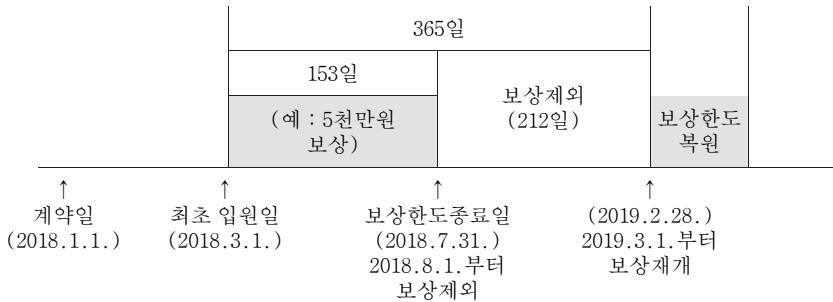 365일
153일
(예 : 5천만원
보상)
보상제외
(212일)
보상한도
복원
↑
계약일
(2018.1.1.)
↑
최초 입원일
(2018.3.1.)
↑
보상한도종료일
(2018.7.31.)
2018.8.1.부터
보상제외
↑
(2019.2.28.)
2019.3.1.부터
보상재개